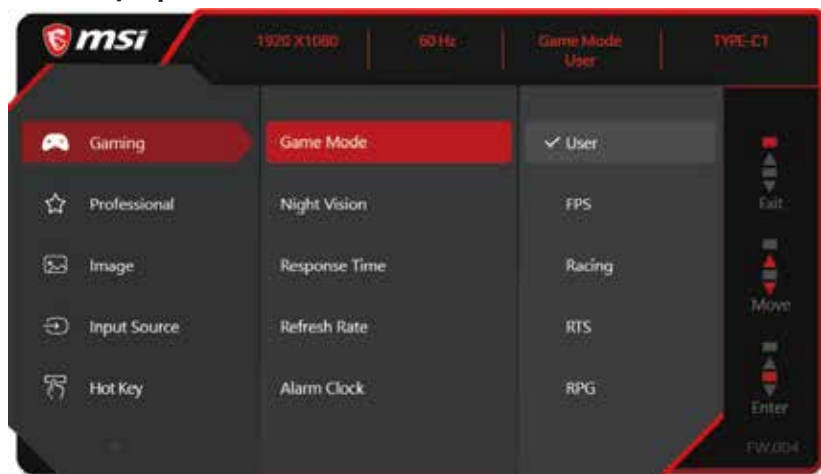 msi
1920 X1080
60 Hz
Game Mode
User
TYPE-C1
Gaming
Game Mode
✓ User
Professional
Night Vision
FPS
Exit
Image
Response Time
Racing
Move
Input Source
Refresh Rate
RTS
Hot Key
Alarm Clock
RPG
Enter
FW.004